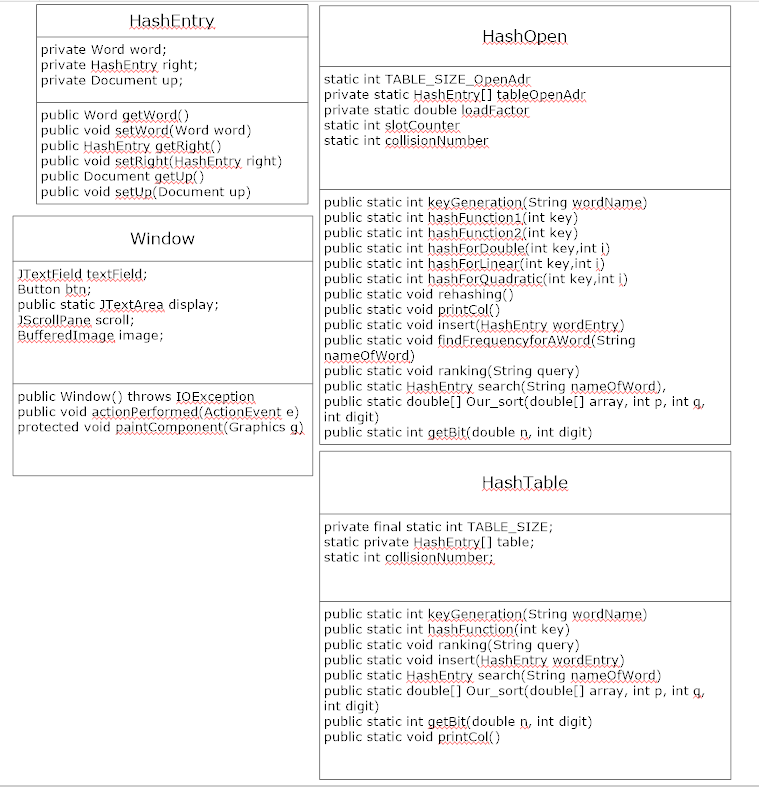 HashEntry
private Word word;
private HashEntry right;
private Document up;
public Word getWord()
public void setWord(Word word)
public HashEntry getRight()
public void setRight(HashEntry right)
public Document getUp()
public void setUp(Document up)
Window
JTextField textField;
Button btn;
public static JTextArea display;
JScrollPane scroll;
BufferedImage image;
public Window() throws IOException
public void actionPerformed(ActionEvent e)
protected void paintComponent(Graphics g)
HashOpen
static int TABLE_SIZE_OpenAdr
private static HashEntry[] tableOpenAdr
private static double loadFactor
static int slotCounter
static int collisionNumber
public static int keyGeneration(String wordName)
public static int hashFunction1(int key)
public static int hashFunction2(int key)
public static int hashForDouble(int key,int i)
public static int hashForLinear(int key,int i)
public static int hashForQuadratic(int key,int i)
public static void rehashing()
public static void printCol()
public static void insert(HashEntry wordEntry)
public static void findFrequencyforAWord(String
nameOfWord)
public static void ranking(String query)
public static HashEntry search(String nameOfWord),
public static double[] Our_sort(double[] array, int p, int q,
int digit)
public static int getBit(double n, int digit)
HashTable
private final static int TABLE_SIZE;
static private HashEntry[] table;
static int collisionNumber;
public static int keyGeneration(String wordName)
public static int hashFunction(int key)
public static void ranking(String query)
public static void insert(HashEntry wordEntry)
public static HashEntry search(String nameOfWord)
public static double[] Our_sort(double[] array, int p, int q,
int digit)
public static int getBit(double n, int digit)
public static void printCol()